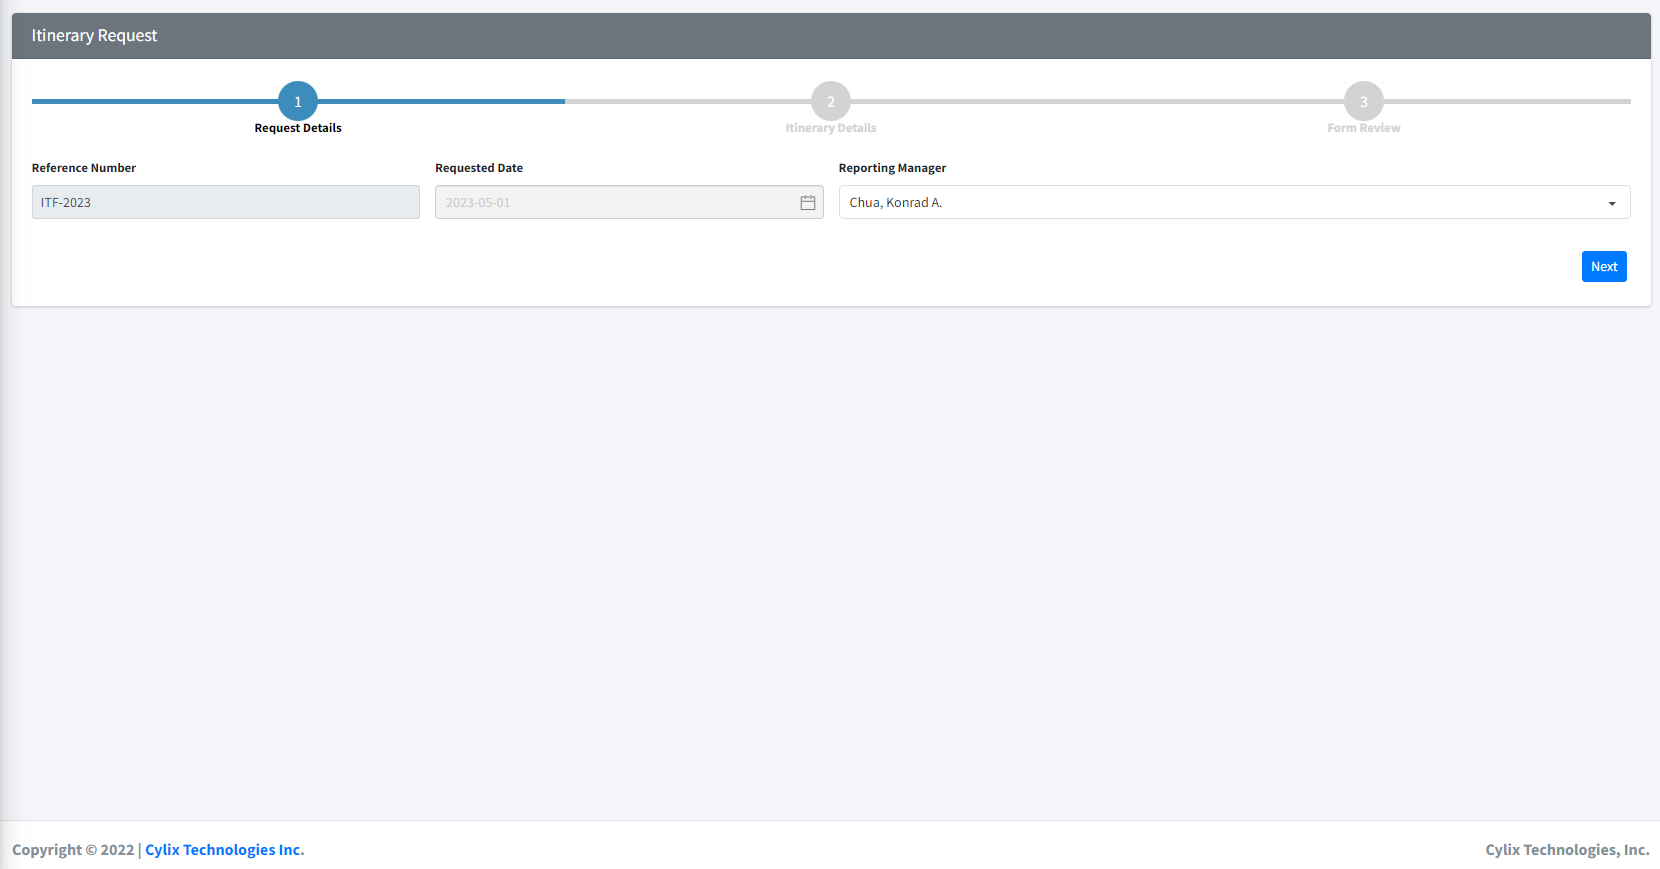 Itinerary Request
1
2
3
Request Details
Itinerary Details
Form Review
Reference Number
Requested Date
Reporting Manager
ITF-2023
2023-05-01
Chua, Konrad A.
Next
Copyright © 2022 | Cylix Technologies Inc.
Cylix Technologies, Inc.